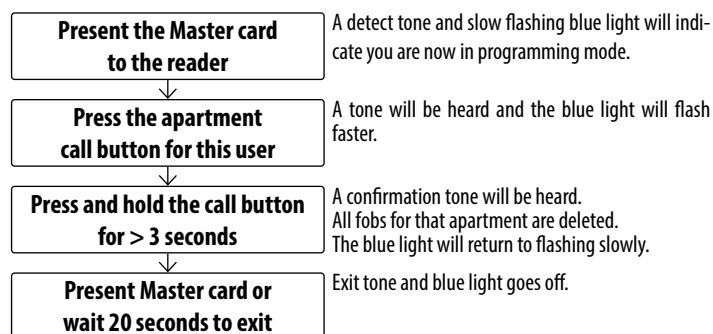 Present the Master card
to the reader
A detect tone and slow flashing blue light will indi-
cate you are now in programming mode.
Press the apartment
call button for this user
A tone will be heard and the blue light will flash
faster.
Press and hold the call button
for > 3 seconds
A confirmation tone will be heard.
All fobs for that apartment are deleted.
The blue light will return to flashing slowly.
Present Master card or
wait 20 seconds to exit
Exit tone and blue light goes off.